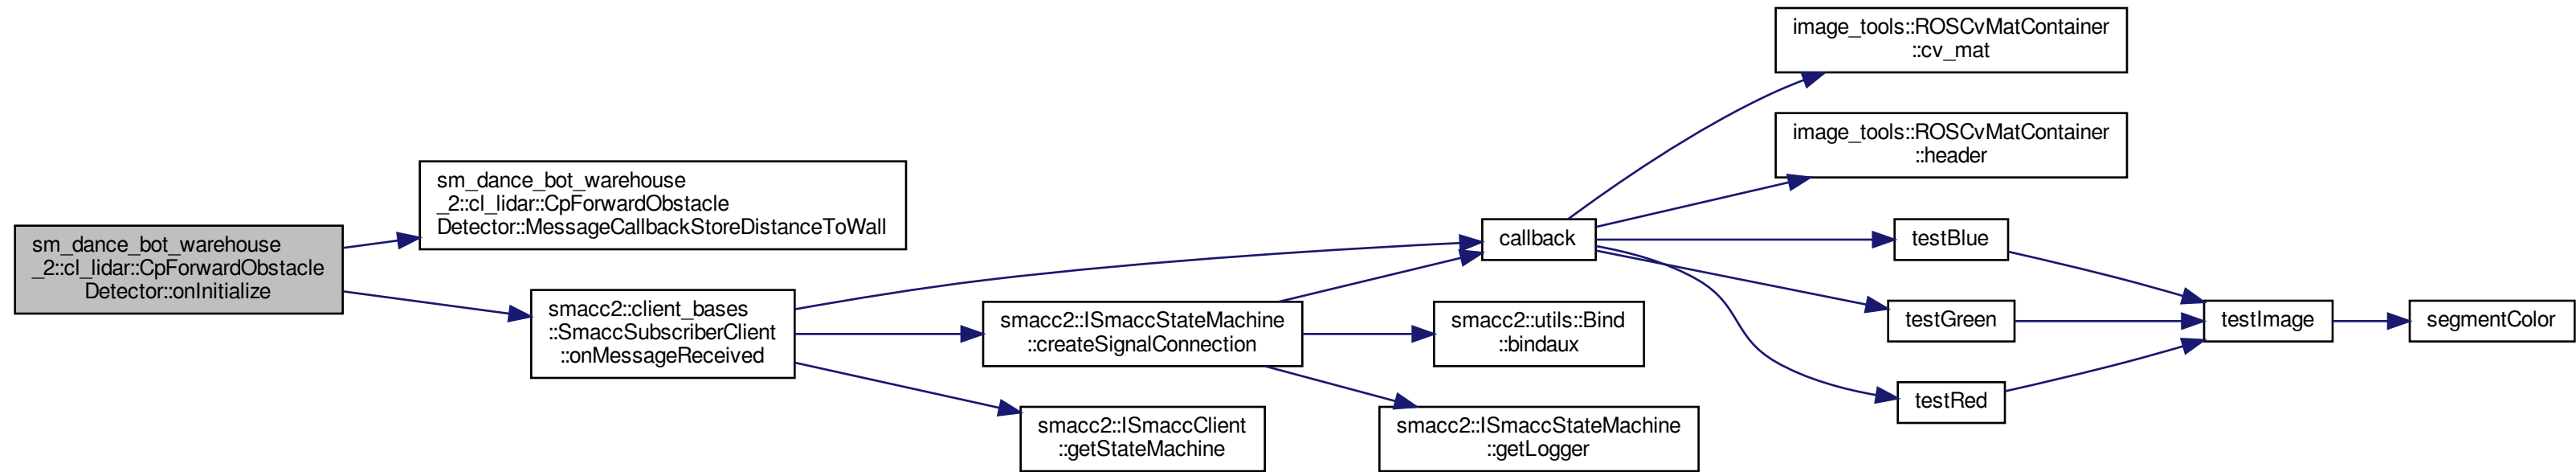 sm_dance_bot_warehouse
_2::cl_lidar::CpForwardObstacle
Detector::onInitialize
sm_dance_bot_warehouse
_2::cl_lidar::CpForwardObstacle
Detector::MessageCallbackStoreDistanceToWall
smacc2::client_bases
::SmaccSubscriberClient
::onMessageReceived
smacc2::ISmaccStateMachine
::createSignalConnection
smacc2::ISmaccClient
::getStateMachine
callback
smacc2::utils::Bind
::bindaux
smacc2::ISmaccStateMachine
::getLogger
image_tools::ROSCvMatContainer
::cv_mat
image_tools::ROSCvMatContainer
::header
testBlue
testGreen
testRed
testImage
segmentColor